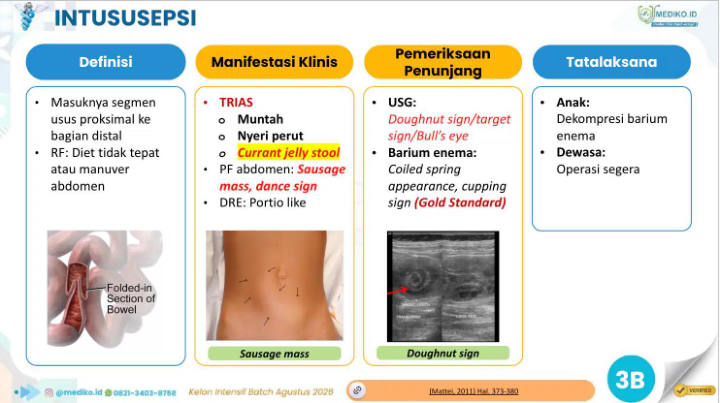 INTUSUSEPSI
MEDIKO.ID
Definisi
• Masuknya segmen
usus proksimal ke
bagian distal
• RF: Diet tidak tepat
atau manuver
abdomen
Folded-in
Section of
Bowel
Manifestasi Klinis
• TRIAS
o Muntah
o Nyeri perut
o Currant jelly stool
• PF abdomen: Sausage
mass, dance sign
• DRE: Portio like
Sausage mass
Pemeriksaan
Penunjang
• USG:
Doughnut sign/target
sign/Bull's eye
• Barium enema:
Coiled spring
appearance, cupping
sign (Gold Standard)
Doughnut sign
Tatalaksana
• Anak:
Dekompresi barium
enema
• Dewasa:
Operasi segera
3B
@mediko.id 0821-3403-8768
Kelan Intensif Batch Agustus 2026
(Mattei, 2011) Hal. 373-380
VERIFIED